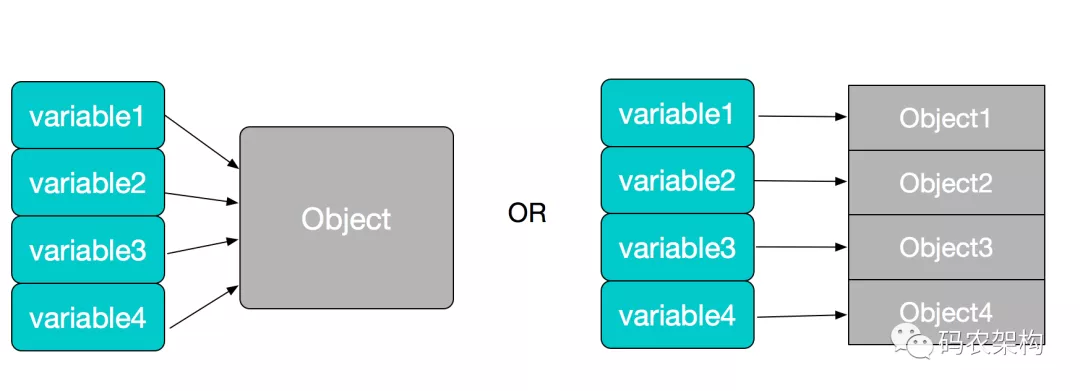 variable1
variable2
variable3
variable4
Object
OR
variable1
variable2
variable3
variable4
Object1
Object2
Object3
Object4
码农架构